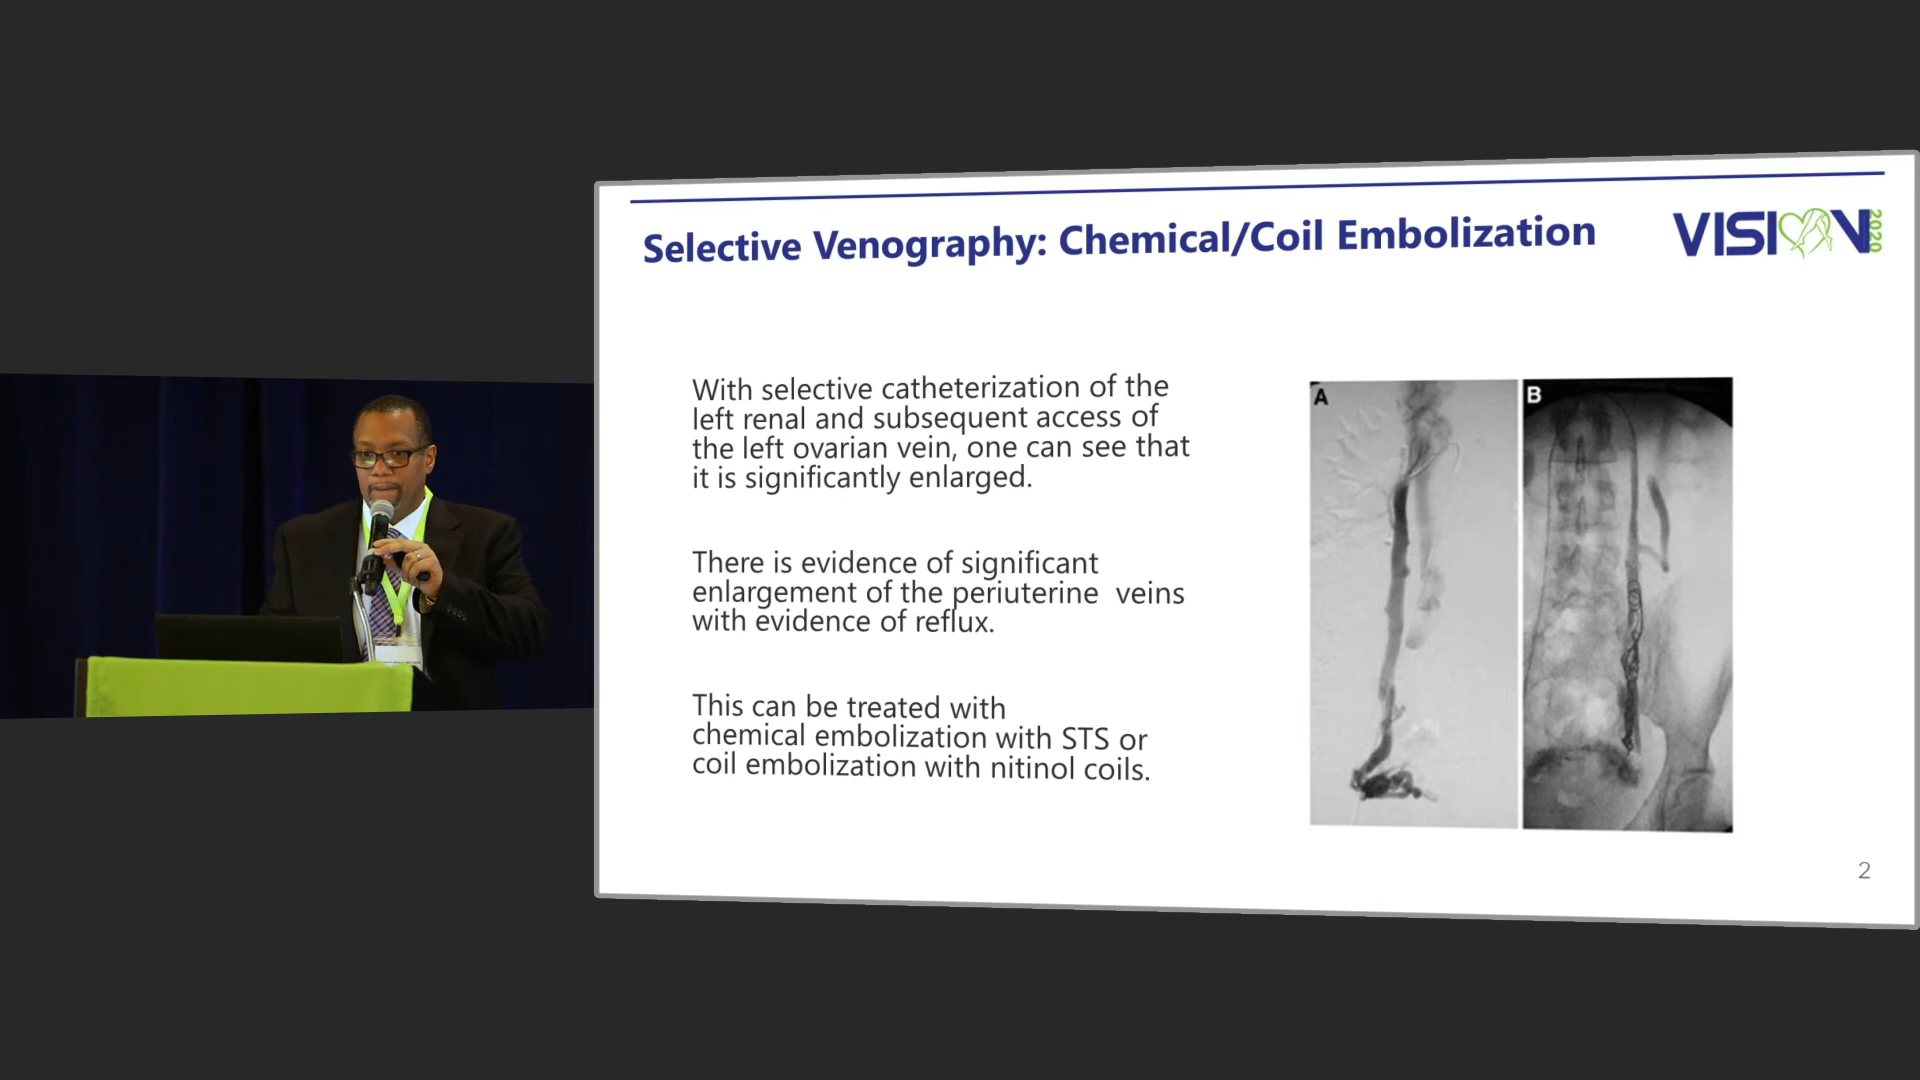 Selective Venography: Chemical/Coil Embolization
VISION 2020
With selective catheterization of the
left renal and subsequent access of
the left ovarian vein, one can see that
it is significantly enlarged.
There is evidence of significant
enlargement of the periuterine veins
with evidence of reflux.
This can be treated with
chemical embolization with STS or
coil embolization with nitinol coils.
A
B
2